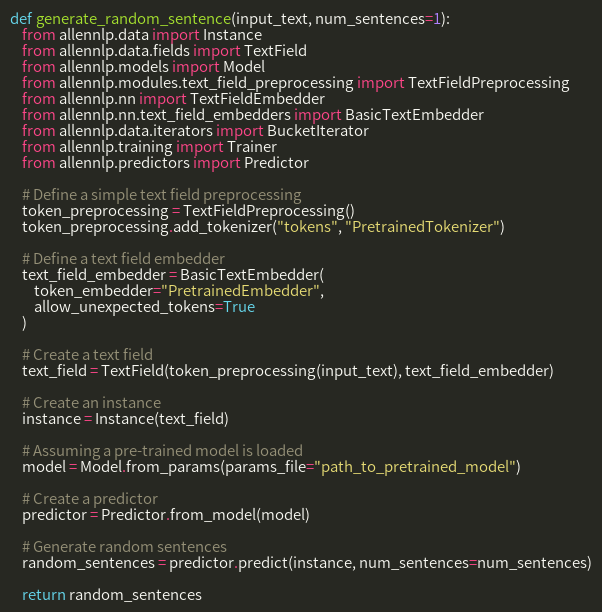 def generate_random_sentence(input_text, num_sentences=1):
    from allennlp.data import Instance
    from allennlp.data.fields import TextField
    from allennlp.models import Model
    from allennlp.modules.text_field_preprocessing import TextFieldPreprocessing
    from allennlp.nn import TextFieldEmbedder
    from allennlp.nn.text_field_embedders import BasicTextEmbedder
    from allennlp.data.iterators import BucketIterator
    from allennlp.training import Trainer
    from allennlp.predictors import Predictor

    # Define a simple text field preprocessing
    token_preprocessing = TextFieldPreprocessing()
    token_preprocessing.add_tokenizer("tokens", "PretrainedTokenizer")

    # Define a text field embedder
    text_field_embedder = BasicTextEmbedder(
        token_embedder="PretrainedEmbedder",
        allow_unexpected_tokens=True
    )

    # Create a text field
    text_field = TextField(token_preprocessing(input_text), text_field_embedder)

    # Create an instance
    instance = Instance(text_field)

    # Assuming a pre-trained model is loaded
    model = Model.from_params(params_file="path_to_pretrained_model")

    # Create a predictor
    predictor = Predictor.from_model(model)

    # Generate random sentences
    random_sentences = predictor.predict(instance, num_sentences=num_sentences)

    return random_sentences